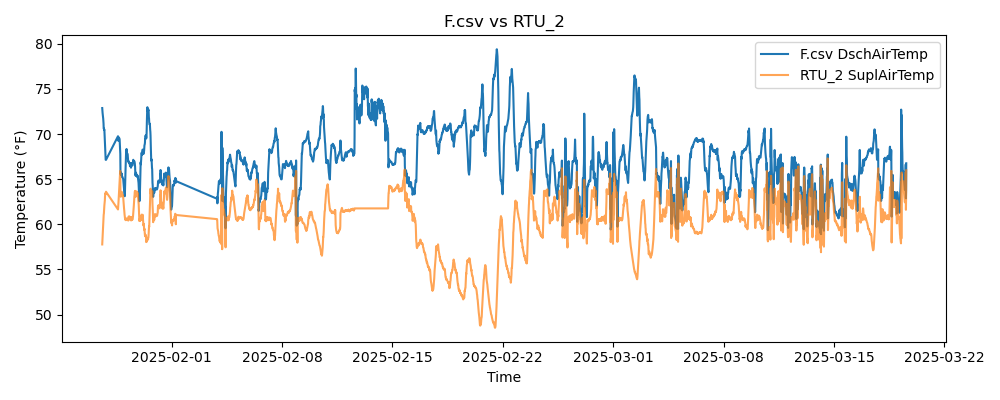 F.csv vs RTU_2
F.csv DschAirTemp
RTU_2 SuplAirTemp
Temperature (°F)
80
75
70
65
60
55
50
2025-02-01 2025-02-08 2025-02-15 2025-02-22 2025-03-01 2025-03-08 2025-03-15 2025-03-22
Time